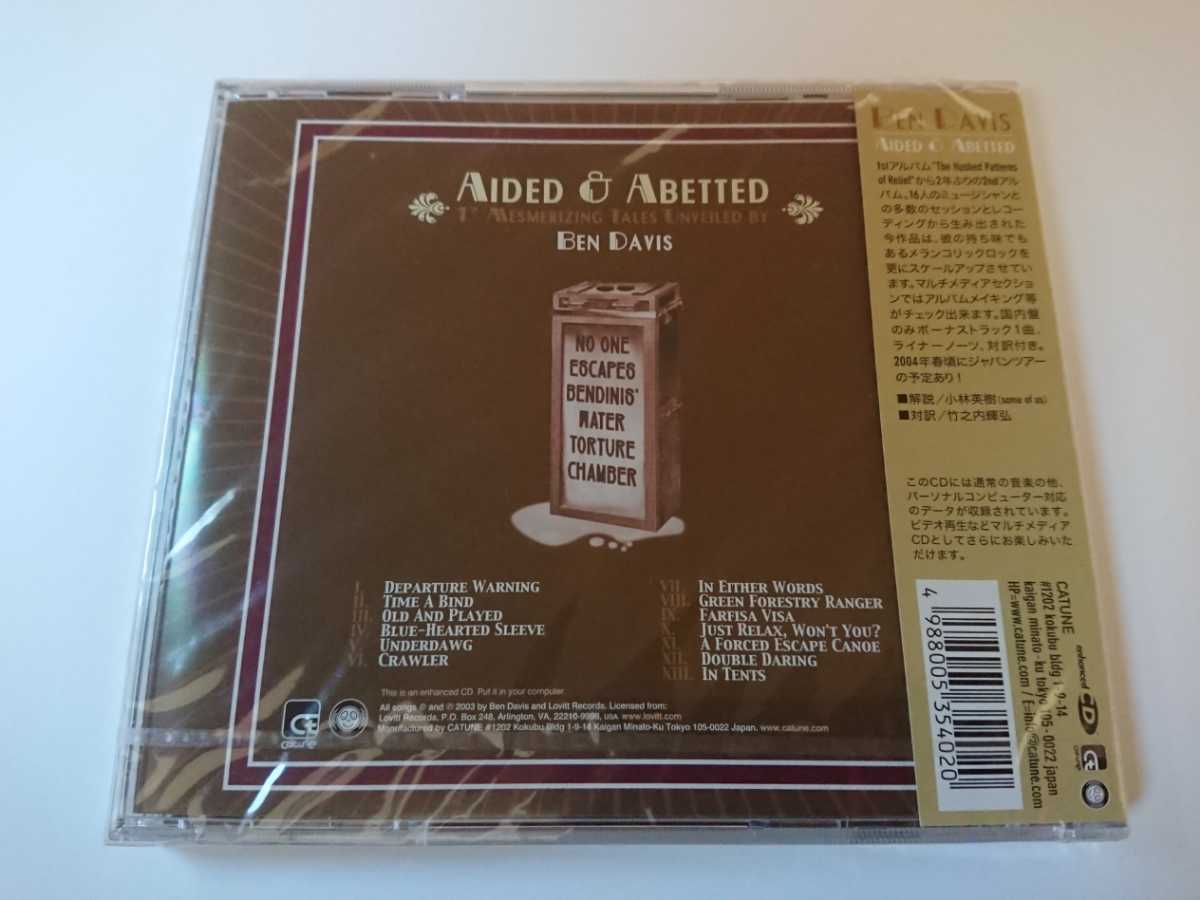 AIDED & ABETTED
MESMERIZING TALES UNVEILED BY
BEN DAVIS
NO ONE
ESCAPES
BENDINIS'
WATER
TORTURE
CHAMBER
I. DEPARTURE WARNING
II. TIME A BIND
III. OLD AND PLAYED
IV. BLUE-HEARTED SLEEVE
V. UNDERDAWG
VI. CRAWLER
VII. IN EITHER WORDS
VIII. GREEN FORESTRY RANGER
IX. FARFISA VISA
X. JUST RELAX, WON'T YOU?
XI. A FORCED ESCAPE CANOE
XII. DOUBLE DARING
XIII. IN TENTS
This is an enhanced CD. Put it in your computer.
All songs © and ℗ 2003 by Ben Davis and Lovitt Records. Licensed from:
Lovitt Records, P.O. Box 248, Arlington, VA, 22210-9998, usa. www.lovitt.com
Manufactured by CATUNE #1202 Kokubu Bldg 1-9-14 Kaigan Minato-Ku Tokyo 105-0022 Japan. www.catune.com
catune
BEN DAVIS
AIDED & ABETTED
1stアルバム"The Hushed Patterns
of Relief"から2年ぶりの2ndアル
バム。16人のミュージシャンと
の多数のセッションとレコー
ディングから生み出された
今作品は、彼の持ち味でも
あるメランコリックロックを
更にスケールアップさせてい
ます。マルチメディアセクショ
ンではアルバムメイキング等
がチェック出来ます。国内盤
のみボーナストラック1曲、
ライナーノーツ、対訳付き。
2004年春頃にジャパンツアー
の予定あり!
■解説/小林英樹(some of us)
■対訳/竹之内輝弘
このCDには通常の音楽の他、
パーソナルコンピューター対応
のデータが収録されています。
ビデオ再生などマルチメディア
CDとしてさらにお楽しみいた
だけます。
4 988005 354020
CATUNE
#1202 kokubu bldg 1-9-14
kaigan minato-ku tokyo 105-0022 japan
HP=www.catune.com / E=info@catune.com
enhanced CD
catune